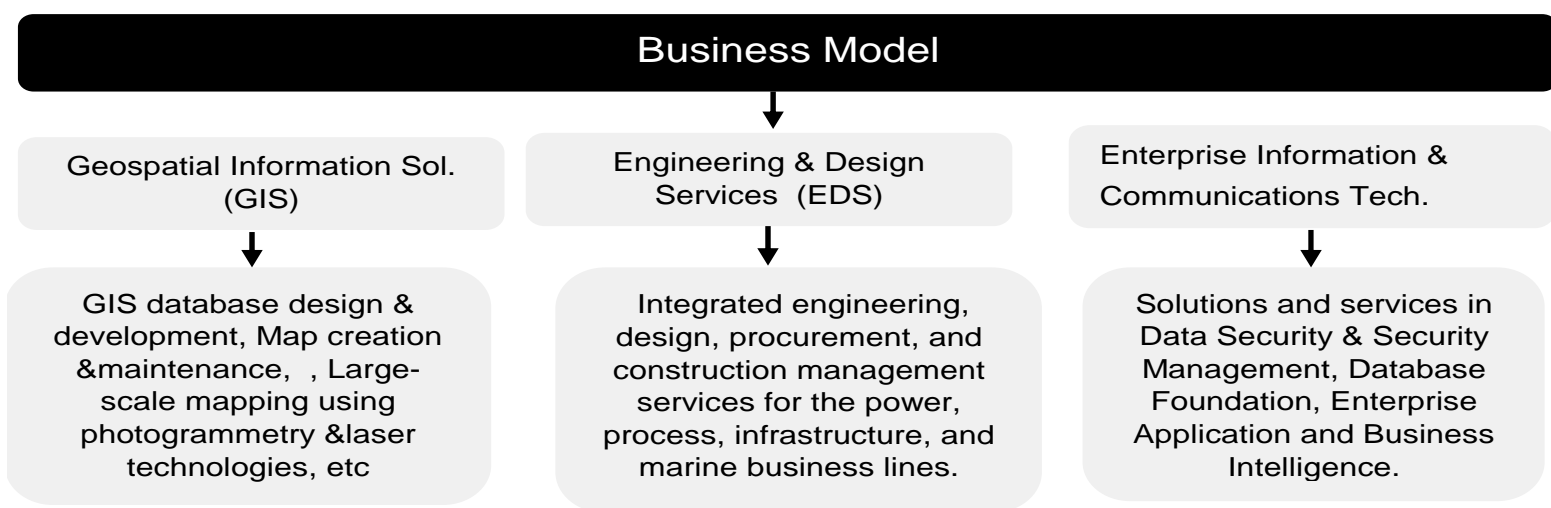 Business Model
Geospatial Information Sol.
(GIS)
Engineering & Design
Services (EDS)
Enterprise Information &
Communications Tech.
GIS database design &
development, Map creation
&maintenance, , Large-
scale mapping using
photogrammetry &laser
technologies, etc
Integrated engineering,
design, procurement, and
construction management
services for the power,
process, infrastructure, and
marine business lines.
Solutions and services in
Data Security & Security
Management, Database
Foundation, Enterprise
Application and Business
Intelligence.